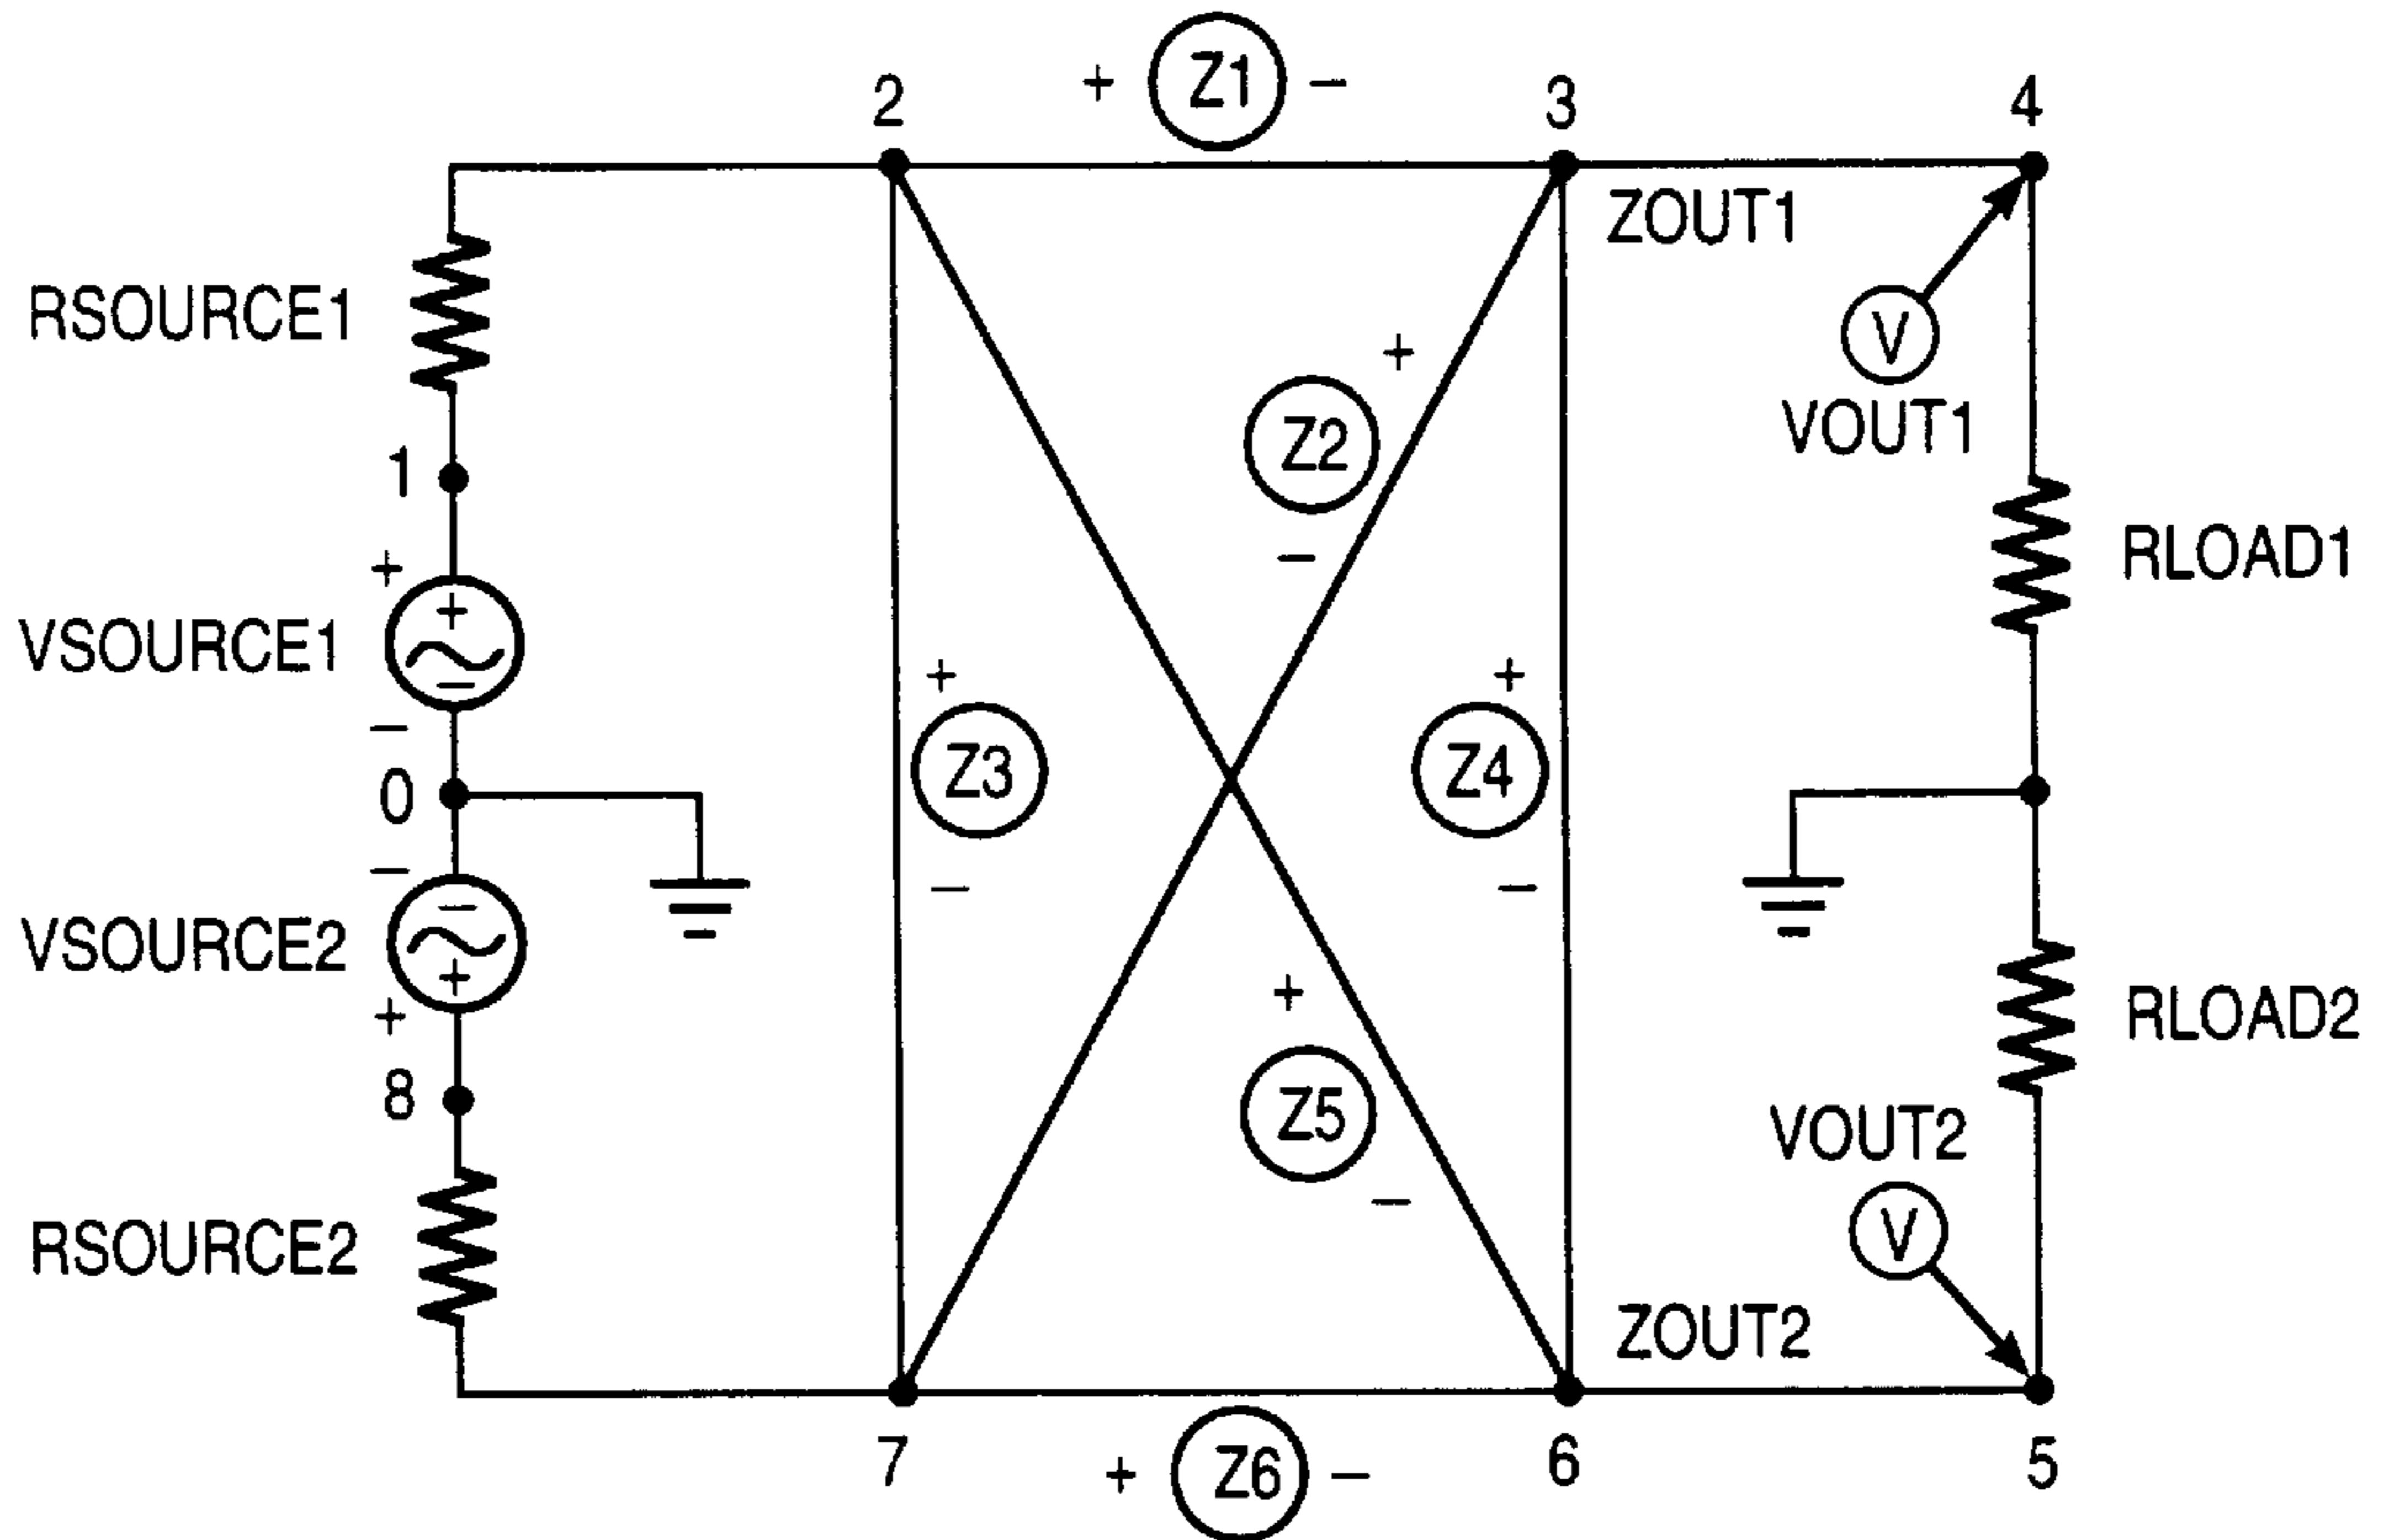 + Z1 −
2
3
4
ZOUT1
RSOURCE1
V
VOUT1
+
Z2
−
1
RLOAD1
+
+
VSOURCE1
−
−
+
Z3
−
+
Z4
−
0
−
−
VSOURCE2
+
+
RLOAD2
+
Z5
−
8
VOUT2
V
RSOURCE2
ZOUT2
7
+ Z6 −
6
5